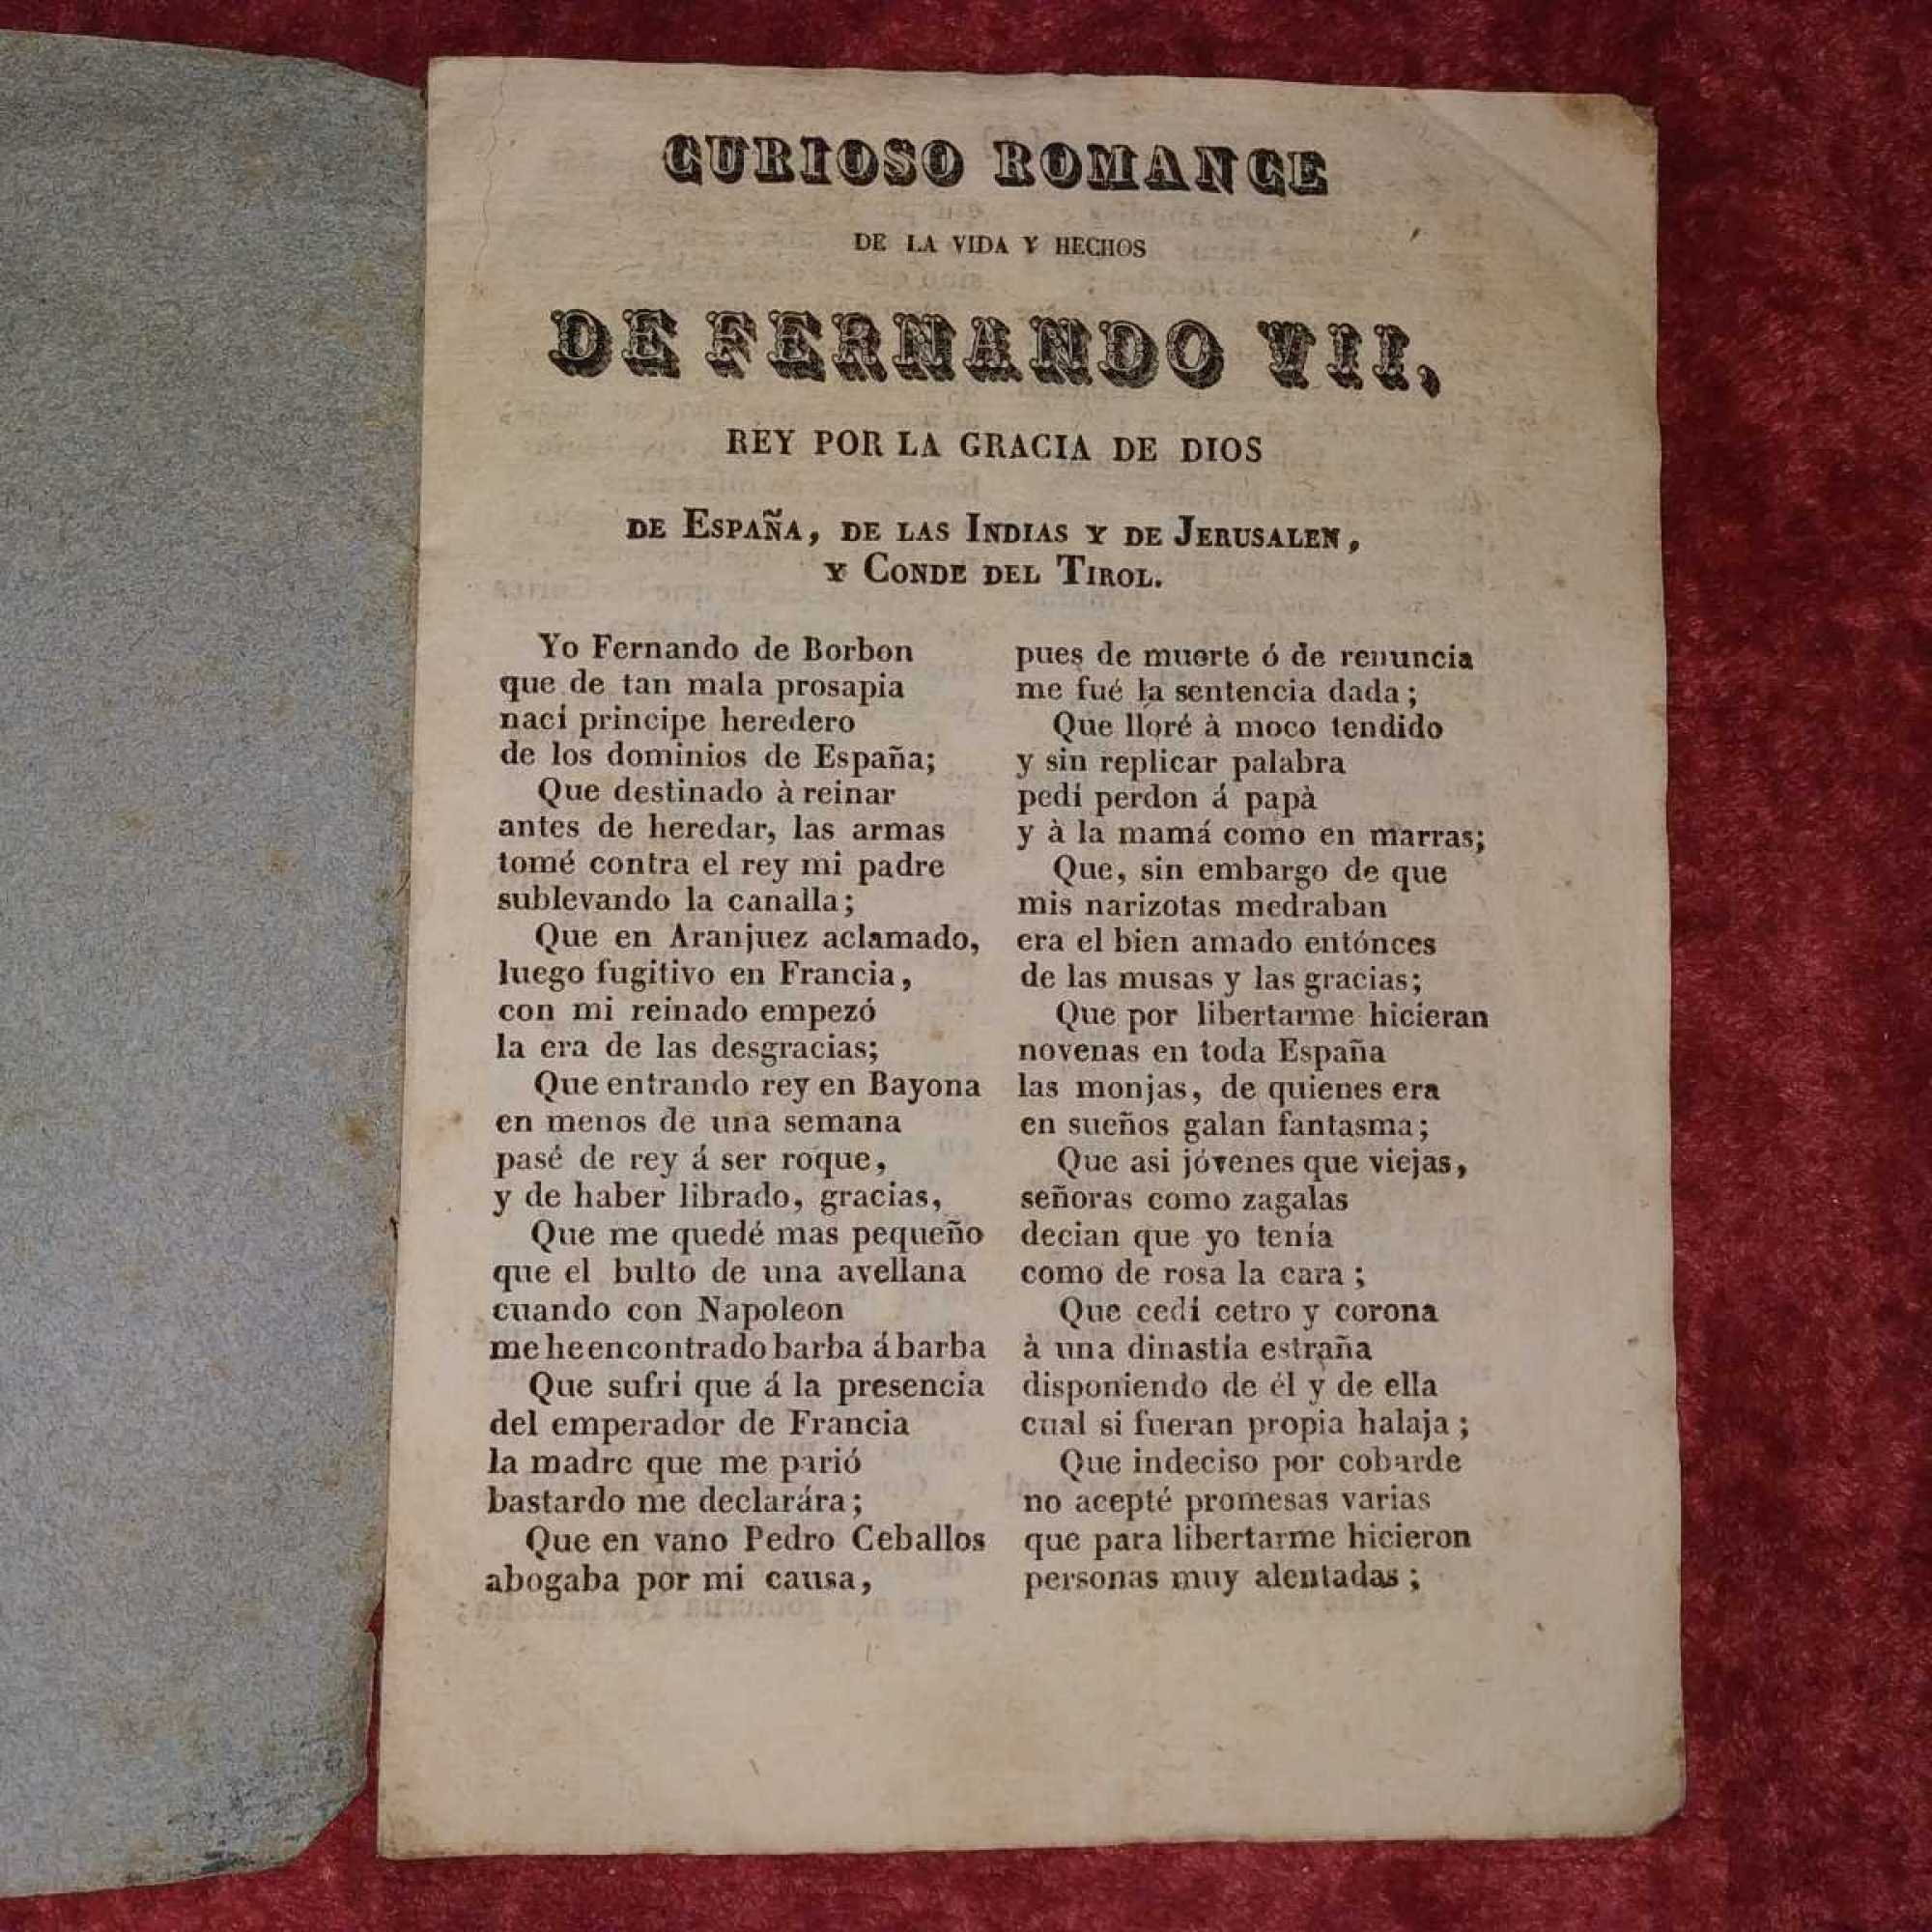 CURIOSO ROMANCE
DE LA VIDA Y HECHOS
DE FERNANDO VII,
REY POR LA GRACIA DE DIOS
DE ESPAÑA, DE LAS INDIAS Y DE JERUSALEN,
Y CONDE DEL TIROL.
Yo Fernando de Borbon
que de tan mala prosapia
nací principe heredero
de los dominios de España;
Que destinado à reinar
antes de heredar, las armas
tomé contra el rey mi padre
sublevando la canalla;
Que en Aranjuez aclamado,
luego fugitivo en Francia,
con mi reinado empezó
la era de las desgracias;
Que entrando rey en Bayona
en menos de una semana
pasé de rey á ser roque,
y de haber librado, gracias,
Que me quedé mas pequeño
que el bulto de una avellana
cuando con Napoleon
me he encontrado barba á barba
Que sufri que á la presencia
del emperador de Francia
la madre que me parió
bastardo me declarára;
Que en vano Pedro Ceballos
abogaba por mi causa,
pues de muerte ó de renuncia
me fué la sentencia dada;
Que lloré à moco tendido
y sin replicar palabra
pedí perdon á papà
y à la mamá como en marras;
Que, sin embargo de que
mis narizotas medraban
era el bien amado entónces
de las musas y las gracias;
Que por libertarme hicieran
novenas en toda España
las monjas, de quienes era
en sueños galan fantasma;
Que asi jóvenes que viejas,
señoras como zagalas
decian que yo tenía
como de rosa la cara;
Que cedí cetro y corona
à una dinastía estraña
disponiendo de él y de ella
cual si fueran propia halaja;
Que indeciso por cobarde
no acepté promesas varias
que para libertarme hicieron
personas muy alentadas;